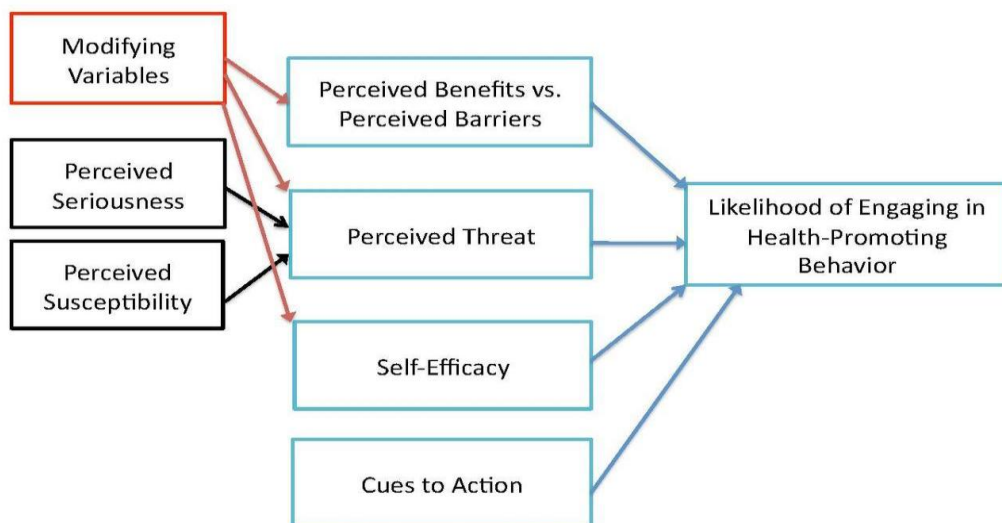 Modifying
Variables
Perceived
Seriousness
Perceived
Susceptibility
Perceived Benefits vs.
Perceived Barriers
Perceived Threat
Self-Efficacy
Cues to Action
Likelihood of Engaging in
Health-Promoting
Behavior